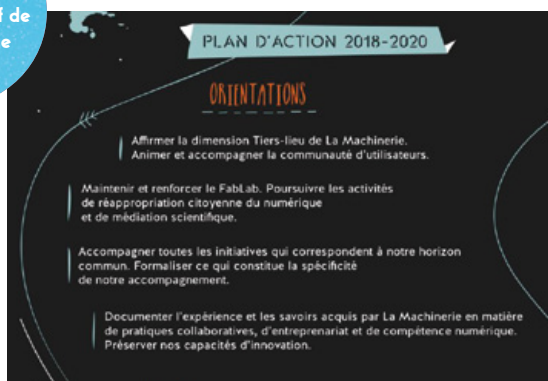 f de
e
PLAN D'ACTION 2018-2020
ORIENTATIONS
Affirmer la dimension Tiers-lieu de La Machinerie.
Animer et accompagner la communauté d'utilisateurs.
Maintenir et renforcer le FabLab. Poursuivre les activités
de réappropriation citoyenne du numérique
et de médiation scientifique.
Accompagner toutes les initiatives qui correspondent à notre horizon
commun. Formaliser ce qui constitue la spécificité
de notre accompagnement.
Documenter l'expérience et les savoirs acquis par La Machinerie en matière
de pratiques collaboratives, d'entreprenariat et de compétence numérique.
Préserver nos capacités d'innovation.